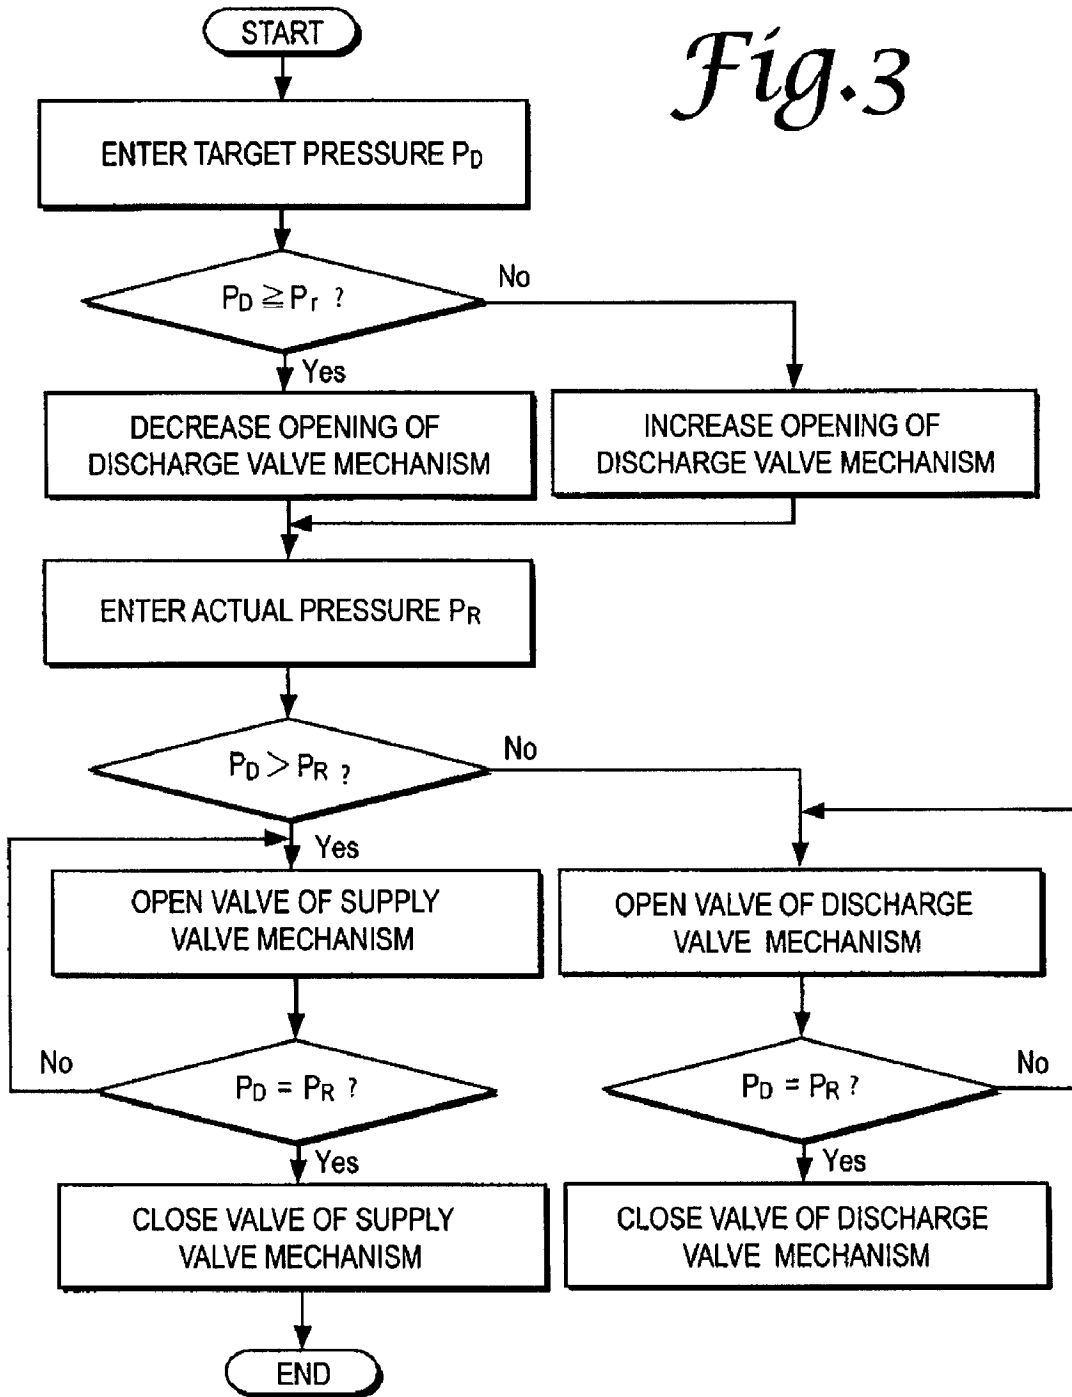 START
Fig.3
ENTER TARGET PRESSURE PD
PD ≧ Pr ?
No
Yes
DECREASE OPENING OF
DISCHARGE VALVE MECHANISM
INCREASE OPENING OF
DISCHARGE VALVE MECHANISM
ENTER ACTUAL PRESSURE PR
PD > PR ?
No
Yes
OPEN VALVE OF SUPPLY
VALVE MECHANISM
OPEN VALVE OF DISCHARGE
VALVE MECHANISM
No
PD = PR ?
PD = PR ?
No
Yes
Yes
CLOSE VALVE OF SUPPLY
VALVE MECHANISM
CLOSE VALVE OF DISCHARGE
VALVE MECHANISM
END